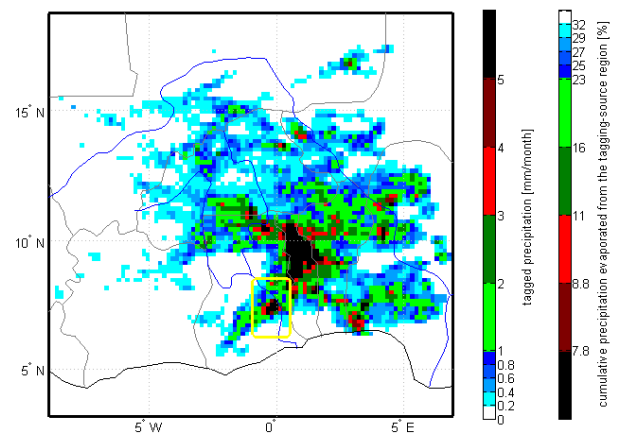 15° N
10° N
5° N
5° W
0°
5° E
5
4
3
2
1
0.8
0.6
0.4
0.2
0
tagged precipitation [mm/month]
32
29
27
25
23
16
11
8.8
7.8
cumulative precipitation evaporated from the tagging-source region [%]